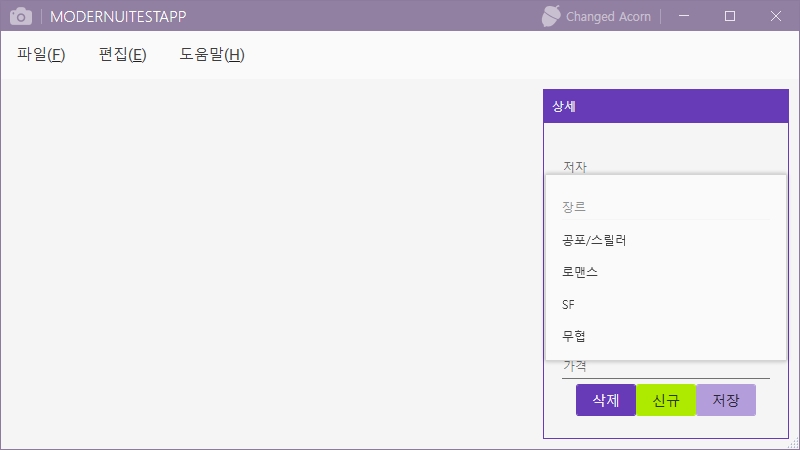 MODERNUITESTAPP
Changed Acorn
파일(F) 편집(E) 도움말(H)
상세
저자
장르
공포/스릴러
로맨스
SF
무협
가격
삭제 신규 저장